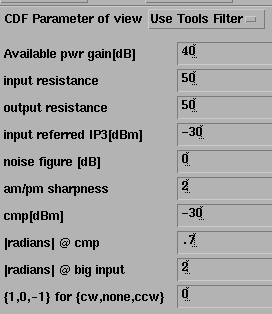 CDF Parameter of view Use Tools Filter
Available pwr gain[dB] 40
input resistance 50
output resistance 50
input referred IP3[dBm] -30
noise figure [dB] 0
am/pm sharpness 2
cmp[dBm] -30
|radians| @ cmp .7
|radians| @ big input 2
{1,0,-1} for {cw,none,ccw} 0